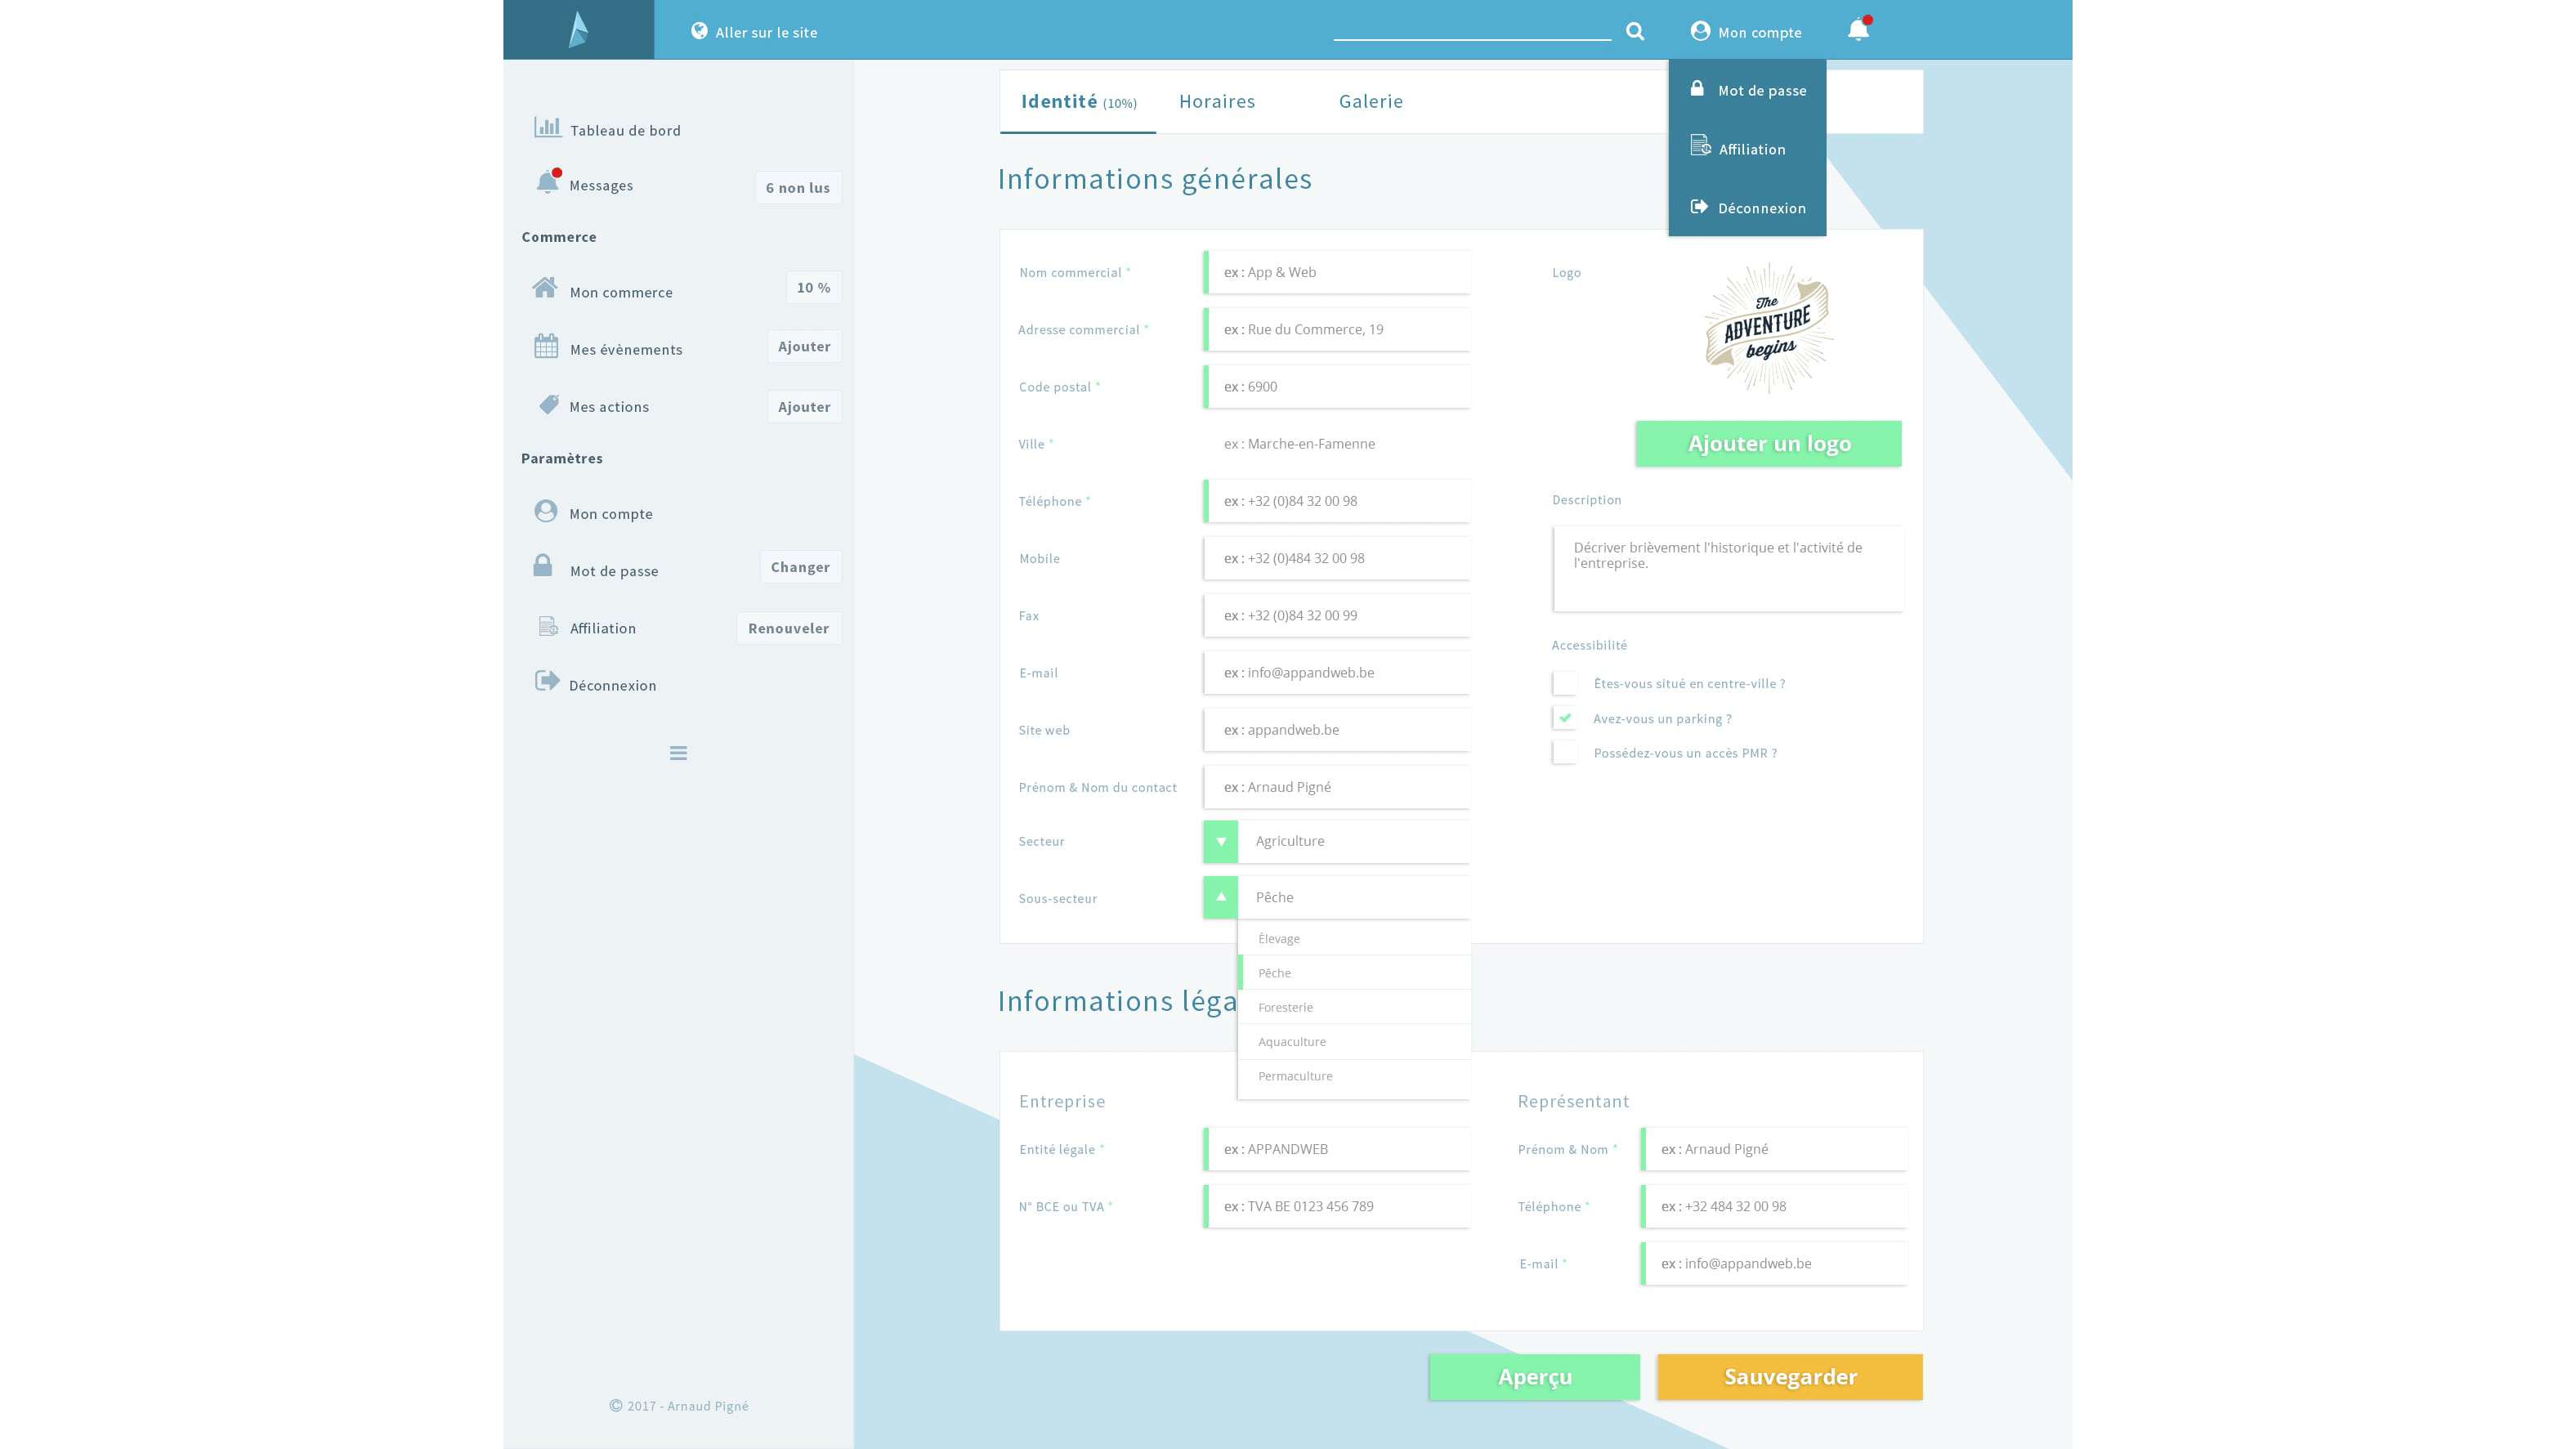 Aller sur le site
Mon compte
Mot de passe
Affiliation
Déconnexion
Tableau de bord
Messages
6 non lus
Commerce
Mon commerce
10 %
Mes évènements
Ajouter
Mes actions
Ajouter
Paramètres
Mon compte
Mot de passe
Changer
Affiliation
Renouveler
Déconnexion
© 2017 - Arnaud Pigné
Identité (10%)
Horaires
Galerie
Informations générales
Nom commercial *
ex : App & Web
Adresse commercial *
ex : Rue du Commerce, 19
Code postal *
ex : 6900
Ville *
ex : Marche-en-Famenne
Téléphone *
ex : +32 (0)84 32 00 98
Mobile
ex : +32 (0)484 32 00 98
Fax
ex : +32 (0)84 32 00 99
E-mail
ex : info@appandweb.be
Site web
ex : appandweb.be
Prénom & Nom du contact
ex : Arnaud Pigné
Secteur
Agriculture
Sous-secteur
Pêche
Élevage
Pêche
Foresterie
Aquaculture
Permaculture
Logo
The
ADVENTURE
begins
Ajouter un logo
Description
Décriver brièvement l'historique et l'activité de
l'entreprise.
Accessibilité
Êtes-vous situé en centre-ville ?
Avez-vous un parking ?
Possédez-vous un accès PMR ?
Informations léga
Entreprise
Entité légale *
ex : APPANDWEB
N° BCE ou TVA *
ex : TVA BE 0123 456 789
Représentant
Prénom & Nom *
ex : Arnaud Pigné
Téléphone *
ex : +32 484 32 00 98
E-mail *
ex : info@appandweb.be
Aperçu
Sauvegarder